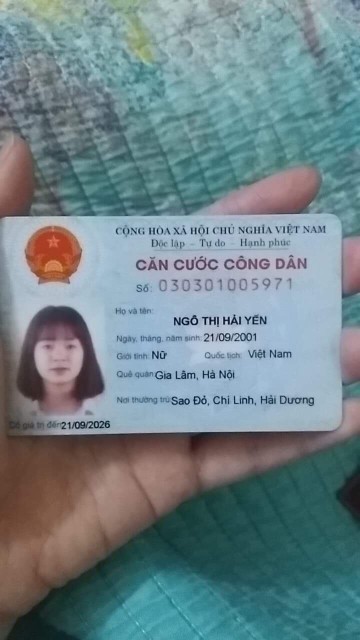 CỘNG HÒA XÃ HỘI CHỦ NGHĨA VIỆT NAM
Độc lập - Tự do - Hạnh phúc
CĂN CƯỚC CÔNG DÂN
Số: 030301005971
Họ và tên:
NGÔ THỊ HẢI YẾN
Ngày, tháng, năm sinh: 21/09/2001
Giới tính: Nữ Quốc tịch: Việt Nam
Quê quán: Gia Lâm, Hà Nội
Nơi thường trú: Sao Đỏ, Chí Linh, Hải Dương
Có giá trị đến: 21/09/2026